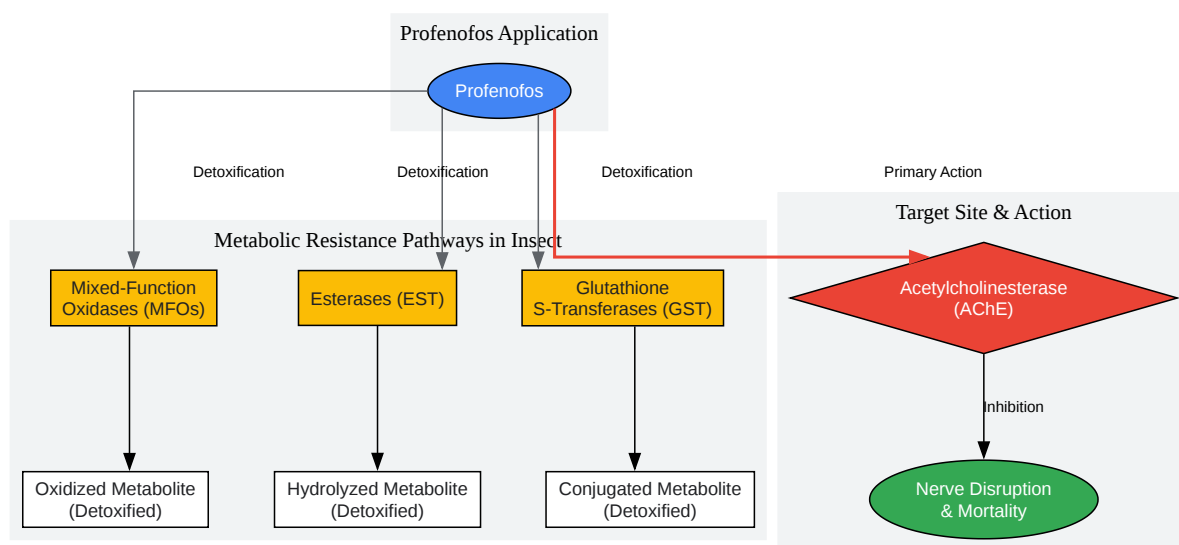 Profenofos Application
Profenofos
Detoxification
Detoxification
Detoxification
Primary Action
Metabolic Resistance Pathways in Insect
Target Site & Action
Mixed-Function
Oxidases (MFOs)
Esterases (EST)
Glutathione
S-Transferases (GST)
Acetylcholinesterase
(AChE)
Inhibition
Oxidized Metabolite
(Detoxified)
Hydrolyzed Metabolite
(Detoxified)
Conjugated Metabolite
(Detoxified)
Nerve Disruption
& Mortality